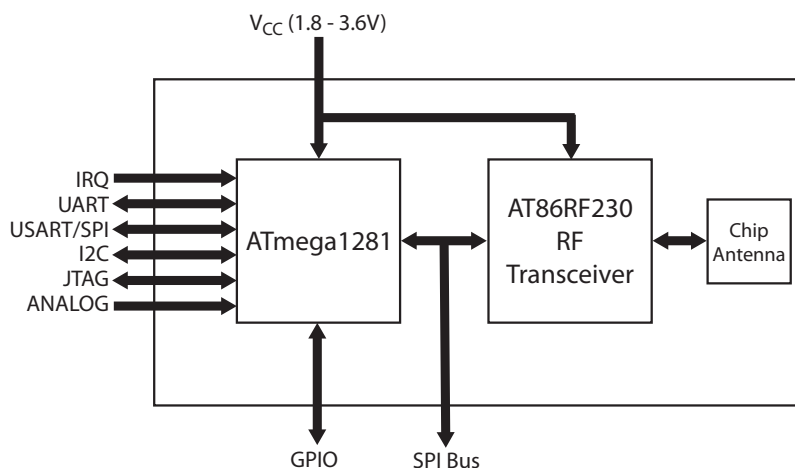 VCC (1.8 - 3.6V)
IRQ
UART
USART/SPI
I2C
JTAG
ANALOG
ATmega1281
AT86RF230
RF
Transceiver
Chip
Antenna
GPIO
SPI Bus